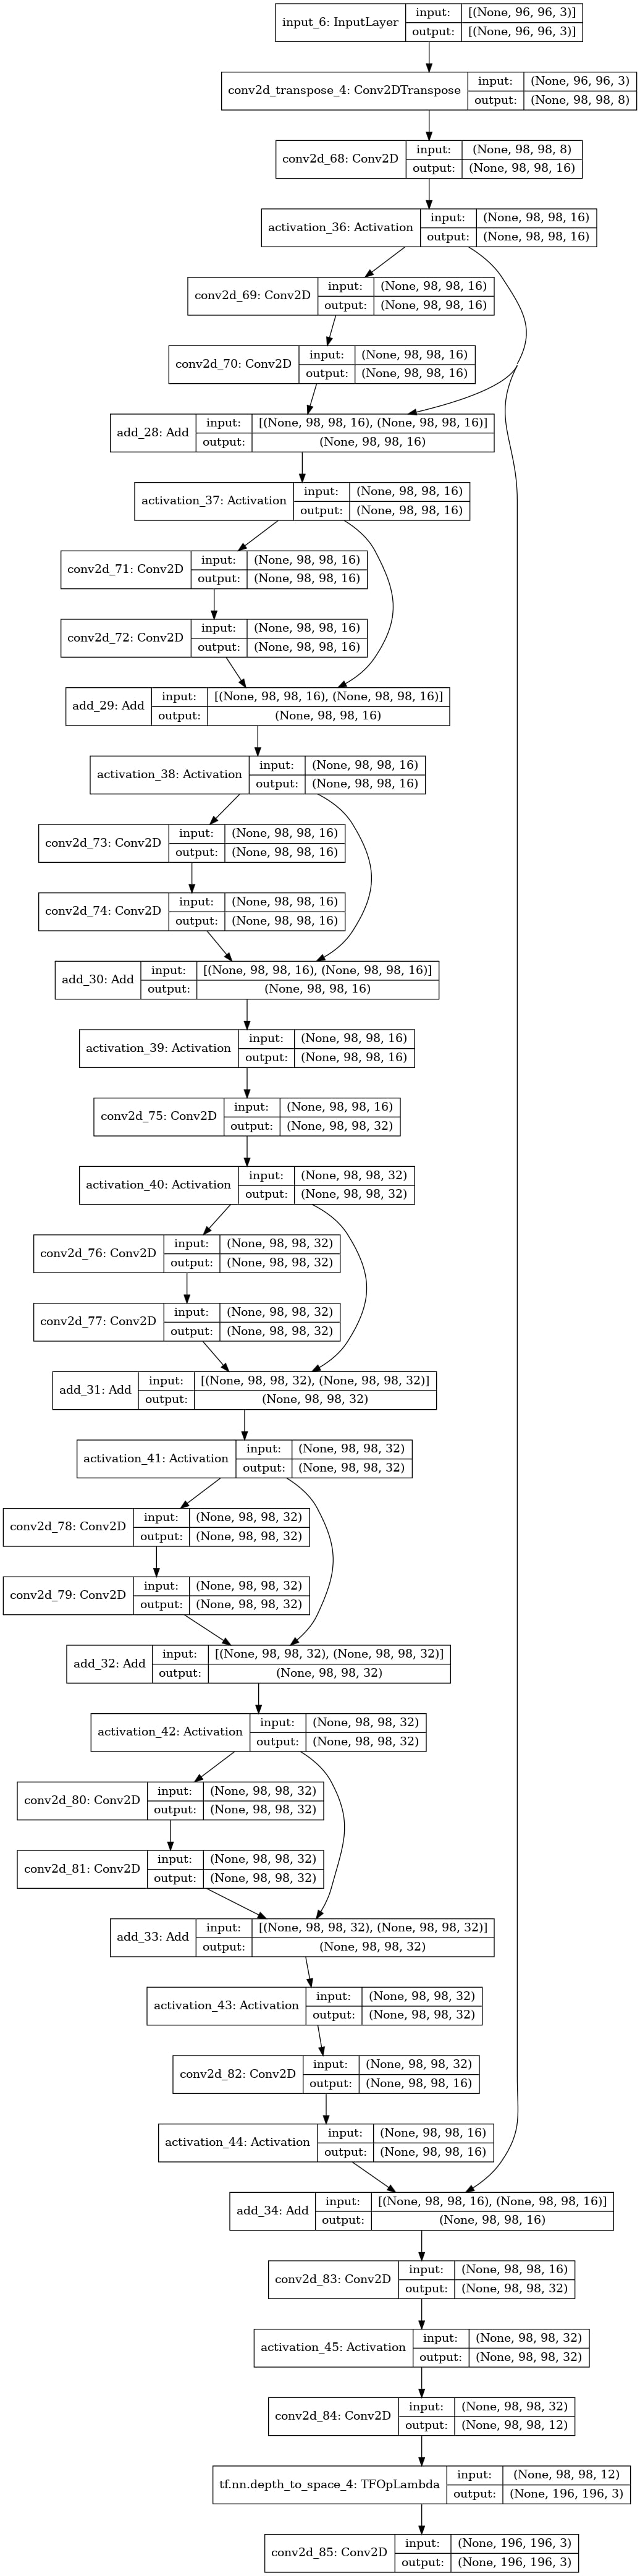 input_6: InputLayer
input: [(None, 96, 96, 3)]
output: [(None, 96, 96, 3)]
conv2d_transpose_4: Conv2DTranspose
input: (None, 96, 96, 3)
output: (None, 98, 98, 8)
conv2d_68: Conv2D
input: (None, 98, 98, 8)
output: (None, 98, 98, 16)
activation_36: Activation
input: (None, 98, 98, 16)
output: (None, 98, 98, 16)
conv2d_69: Conv2D
input: (None, 98, 98, 16)
output: (None, 98, 98, 16)
conv2d_70: Conv2D
input: (None, 98, 98, 16)
output: (None, 98, 98, 16)
add_28: Add
input: [(None, 98, 98, 16), (None, 98, 98, 16)]
output: (None, 98, 98, 16)
activation_37: Activation
input: (None, 98, 98, 16)
output: (None, 98, 98, 16)
conv2d_71: Conv2D
input: (None, 98, 98, 16)
output: (None, 98, 98, 16)
conv2d_72: Conv2D
input: (None, 98, 98, 16)
output: (None, 98, 98, 16)
add_29: Add
input: [(None, 98, 98, 16), (None, 98, 98, 16)]
output: (None, 98, 98, 16)
activation_38: Activation
input: (None, 98, 98, 16)
output: (None, 98, 98, 16)
conv2d_73: Conv2D
input: (None, 98, 98, 16)
output: (None, 98, 98, 16)
conv2d_74: Conv2D
input: (None, 98, 98, 16)
output: (None, 98, 98, 16)
add_30: Add
input: [(None, 98, 98, 16), (None, 98, 98, 16)]
output: (None, 98, 98, 16)
activation_39: Activation
input: (None, 98, 98, 16)
output: (None, 98, 98, 16)
conv2d_75: Conv2D
input: (None, 98, 98, 16)
output: (None, 98, 98, 32)
activation_40: Activation
input: (None, 98, 98, 32)
output: (None, 98, 98, 32)
conv2d_76: Conv2D
input: (None, 98, 98, 32)
output: (None, 98, 98, 32)
conv2d_77: Conv2D
input: (None, 98, 98, 32)
output: (None, 98, 98, 32)
add_31: Add
input: [(None, 98, 98, 32), (None, 98, 98, 32)]
output: (None, 98, 98, 32)
activation_41: Activation
input: (None, 98, 98, 32)
output: (None, 98, 98, 32)
conv2d_78: Conv2D
input: (None, 98, 98, 32)
output: (None, 98, 98, 32)
conv2d_79: Conv2D
input: (None, 98, 98, 32)
output: (None, 98, 98, 32)
add_32: Add
input: [(None, 98, 98, 32), (None, 98, 98, 32)]
output: (None, 98, 98, 32)
activation_42: Activation
input: (None, 98, 98, 32)
output: (None, 98, 98, 32)
conv2d_80: Conv2D
input: (None, 98, 98, 32)
output: (None, 98, 98, 32)
conv2d_81: Conv2D
input: (None, 98, 98, 32)
output: (None, 98, 98, 32)
add_33: Add
input: [(None, 98, 98, 32), (None, 98, 98, 32)]
output: (None, 98, 98, 32)
activation_43: Activation
input: (None, 98, 98, 32)
output: (None, 98, 98, 32)
conv2d_82: Conv2D
input: (None, 98, 98, 32)
output: (None, 98, 98, 16)
activation_44: Activation
input: (None, 98, 98, 16)
output: (None, 98, 98, 16)
add_34: Add
input: [(None, 98, 98, 16), (None, 98, 98, 16)]
output: (None, 98, 98, 16)
conv2d_83: Conv2D
input: (None, 98, 98, 16)
output: (None, 98, 98, 32)
activation_45: Activation
input: (None, 98, 98, 32)
output: (None, 98, 98, 32)
conv2d_84: Conv2D
input: (None, 98, 98, 32)
output: (None, 98, 98, 12)
tf.nn.depth_to_space_4: TFOpLambda
input: (None, 98, 98, 12)
output: (None, 196, 196, 3)
conv2d_85: Conv2D
input: (None, 196, 196, 3)
output: (None, 196, 196, 3)